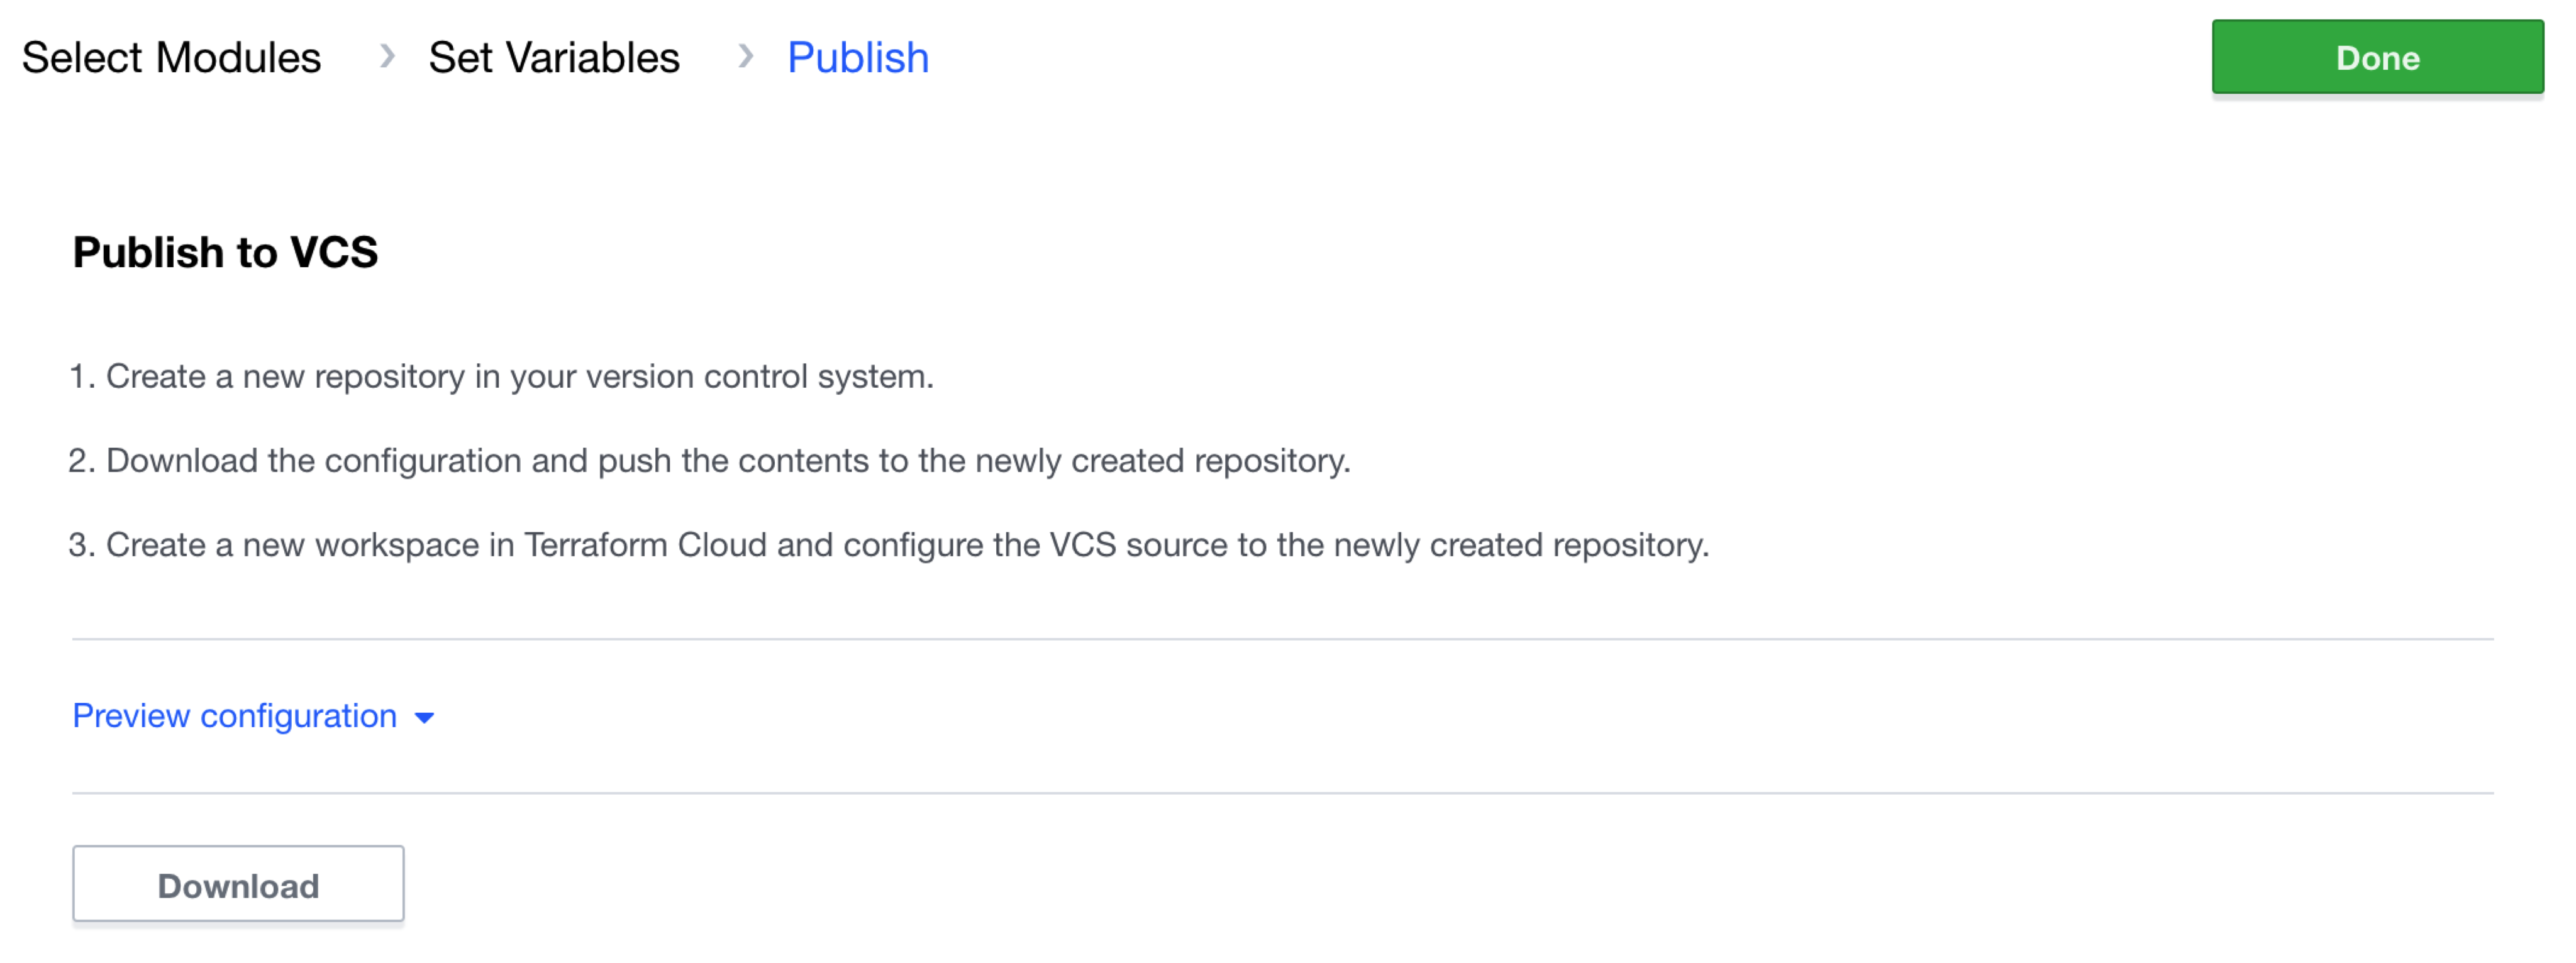 Select Modules › Set Variables › Publish Done
Publish to VCS
1. Create a new repository in your version control system.
2. Download the configuration and push the contents to the newly created repository.
3. Create a new workspace in Terraform Cloud and configure the VCS source to the newly created repository.
Preview configuration
Download